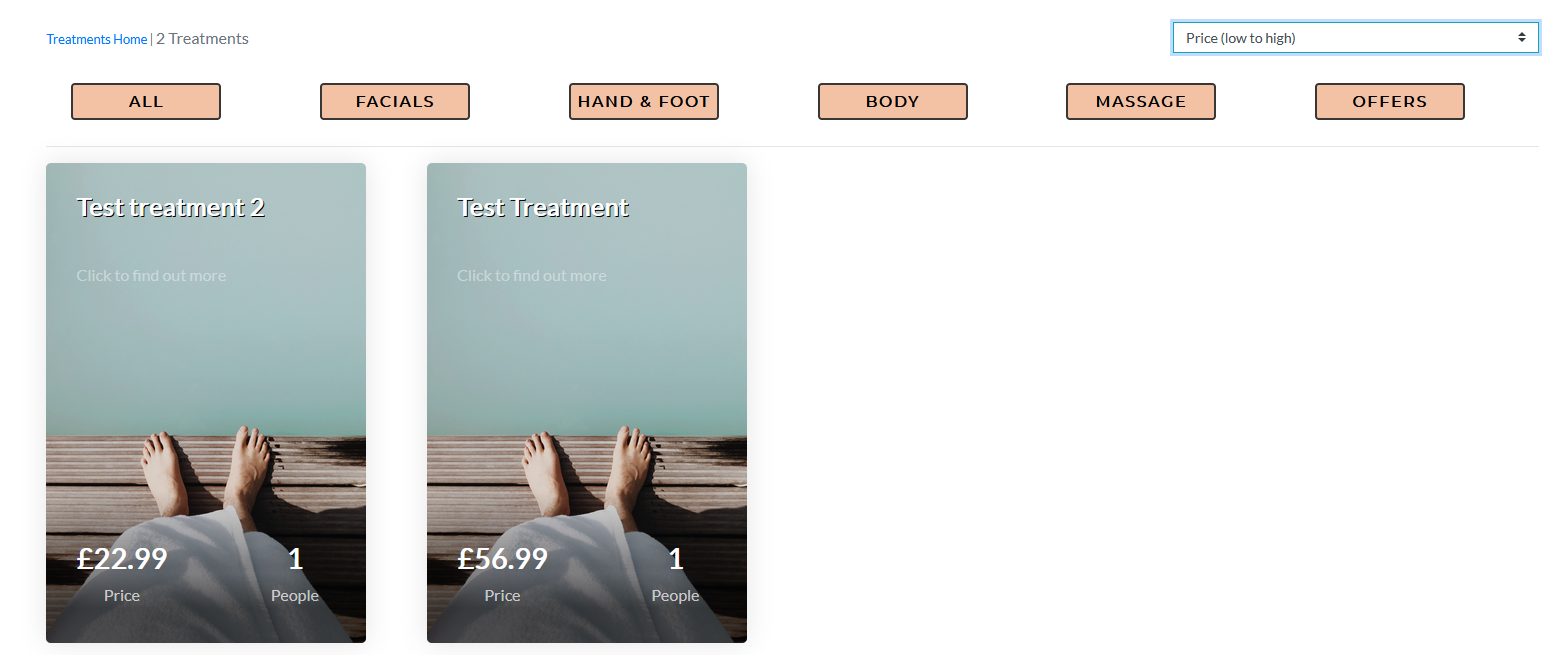 Treatments Home | 2 Treatments
Price (low to high)
ALL
FACIALS
HAND & FOOT
BODY
MASSAGE
OFFERS
Test treatment 2
Click to find out more
£22.99
Price
1
People
Test Treatment
Click to find out more
£56.99
Price
1
People